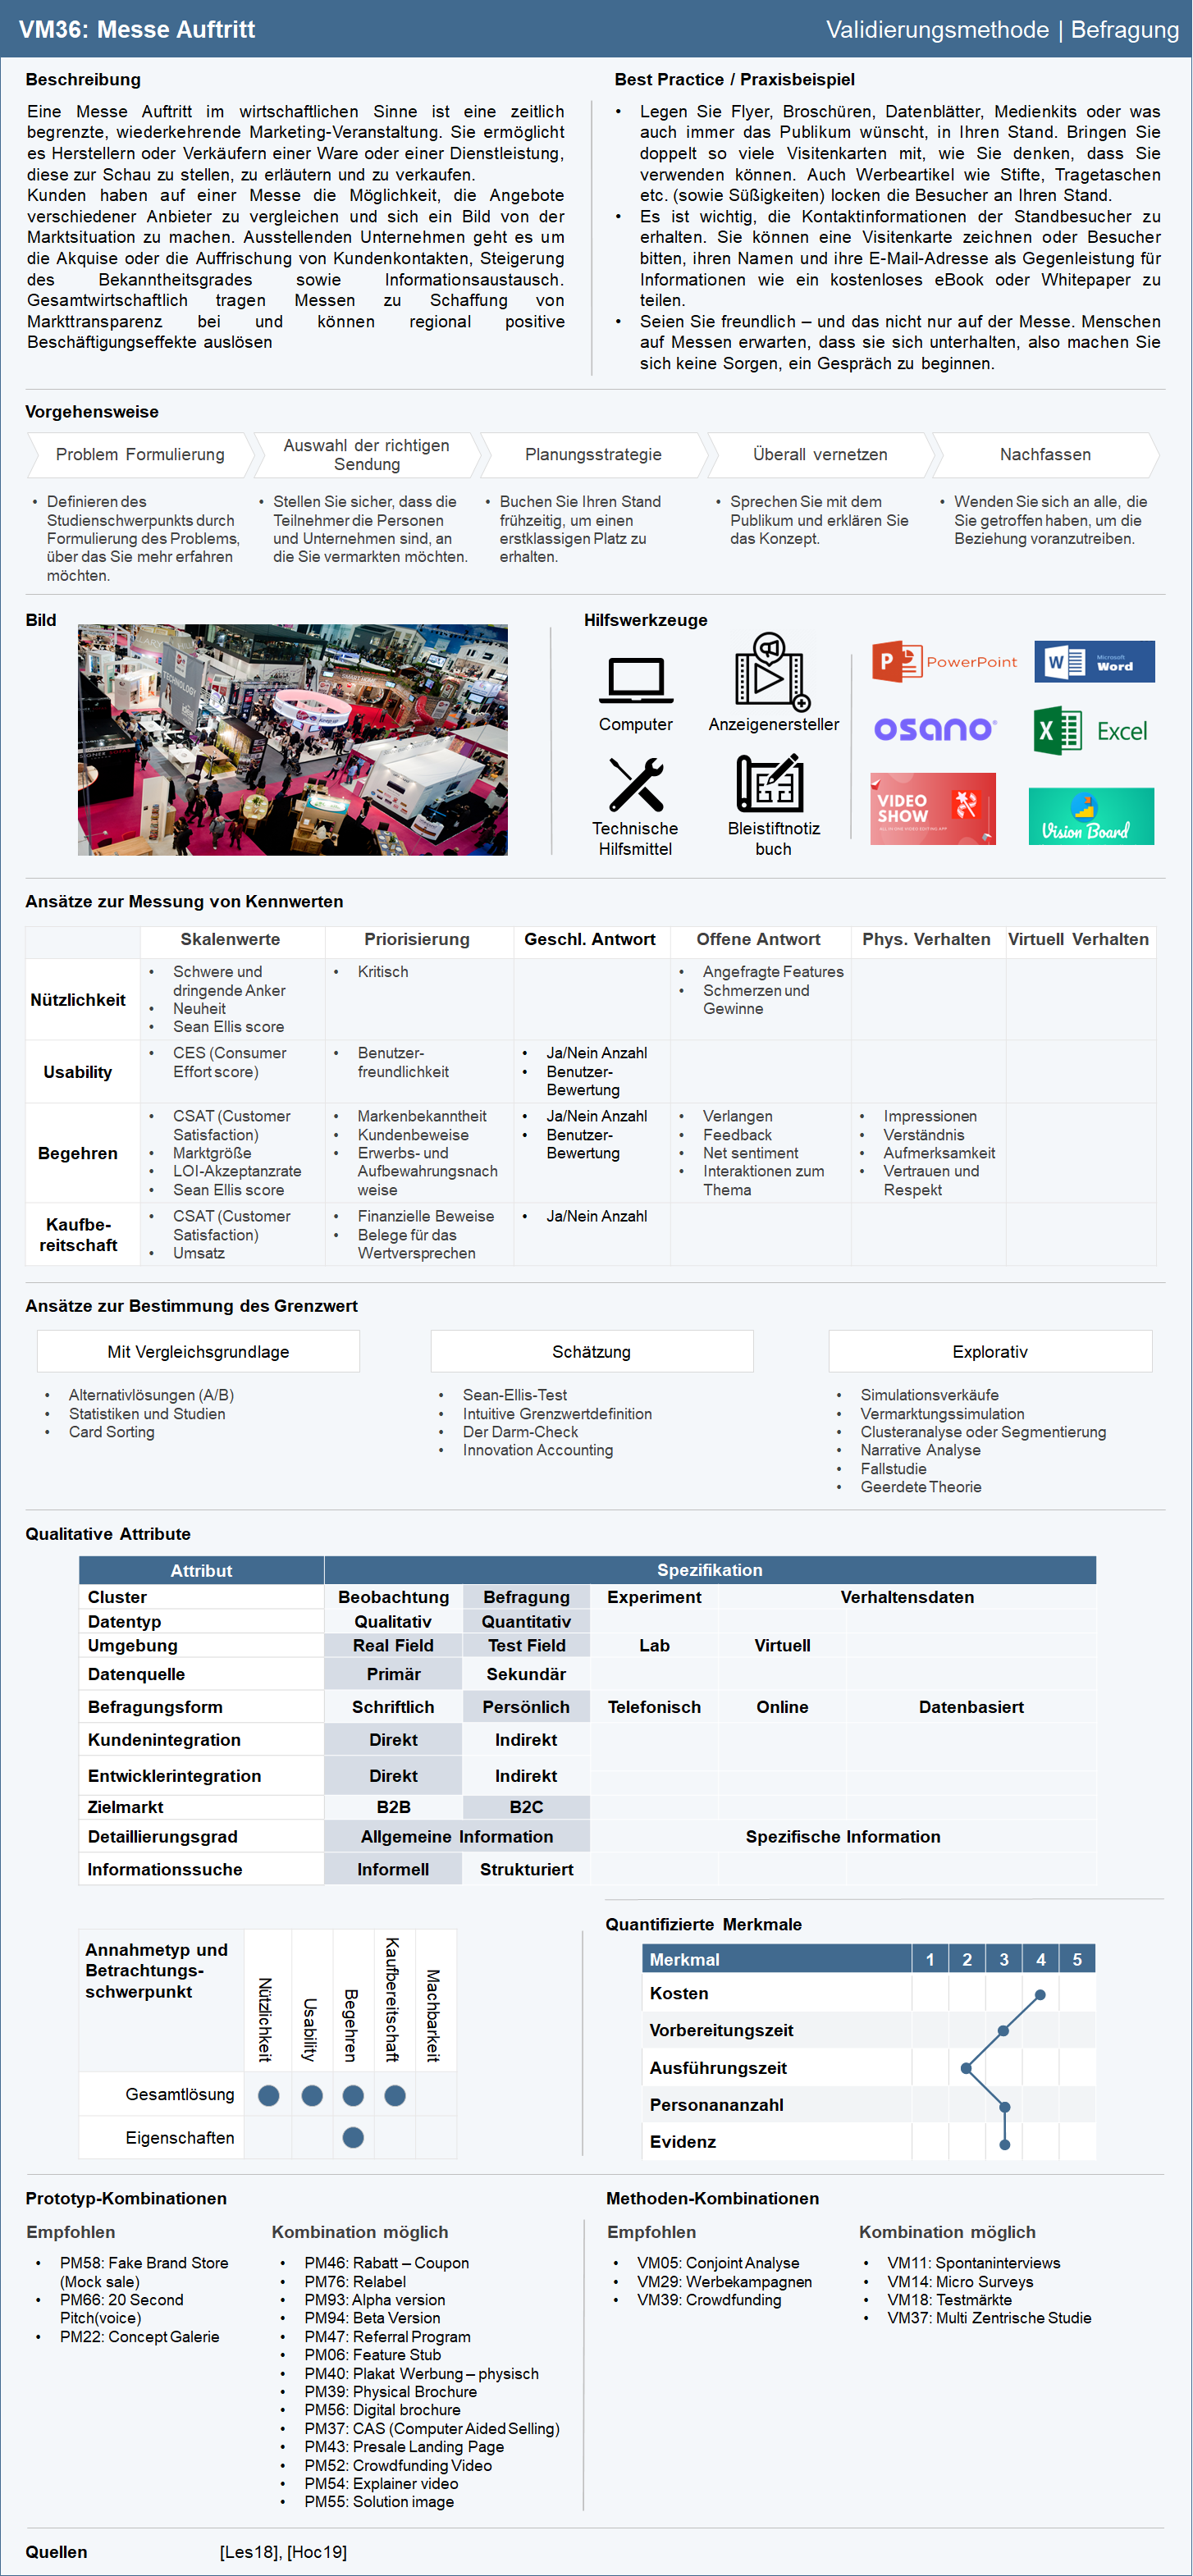 VM36: Messe Auftritt
Validierungsmethode | Befragung
Beschreibung
Eine Messe Auftritt im wirtschaftlichen Sinne ist eine zeitlich
begrenzte, wiederkehrende Marketing-Veranstaltung. Sie ermöglicht
es Herstellern oder Verkäufern einer Ware oder einer Dienstleistung,
diese zur Schau zu stellen, zu erläutern und zu verkaufen.
Kunden haben auf einer Messe die Möglichkeit, die Angebote
verschiedener Anbieter zu vergleichen und sich ein Bild von der
Marktsituation zu machen. Ausstellenden Unternehmen geht es um
die Akquise oder die Auffrischung von Kundenkontakten, Steigerung
des Bekanntheitsgrades sowie Informationsaustausch.
Gesamtwirtschaftlich tragen Messen zu Schaffung von
Markttransparenz bei und können regional positive
Beschäftigungseffekte auslösen
Best Practice / Praxisbeispiel
• Legen Sie Flyer, Broschüren, Datenblätter, Medienkits oder was
auch immer das Publikum wünscht, in Ihren Stand. Bringen Sie
doppelt so viele Visitenkarten mit, wie Sie denken, dass Sie
verwenden können. Auch Werbeartikel wie Stifte, Tragetaschen
etc. (sowie Süßigkeiten) locken die Besucher an Ihren Stand.
• Es ist wichtig, die Kontaktinformationen der Standbesucher zu
erhalten. Sie können eine Visitenkarte zeichnen oder Besucher
bitten, ihren Namen und ihre E-Mail-Adresse als Gegenleistung für
Informationen wie ein kostenloses eBook oder Whitepaper zu
teilen.
• Seien Sie freundlich – und das nicht nur auf der Messe. Menschen
auf Messen erwarten, dass sie sich unterhalten, also machen Sie
sich keine Sorgen, ein Gespräch zu beginnen.
Vorgehensweise
Problem Formulierung
Auswahl der richtigen
Sendung
Planungsstrategie
Überall vernetzen
Nachfassen
• Definieren des
Studienschwerpunkts durch
Formulierung des Problems,
über das Sie mehr erfahren
möchten.
• Stellen Sie sicher, dass die
Teilnehmer die Personen
und Unternehmen sind, an
die Sie vermarkten möchten.
• Buchen Sie Ihren Stand
frühzeitig, um einen
erstklassigen Platz zu
erhalten.
• Sprechen Sie mit dem
Publikum und erklären Sie
das Konzept.
• Wenden Sie sich an alle, die
Sie getroffen haben, um die
Beziehung voranzutreiben.
Bild
TECHNOLOGY
Hilfswerkzeuge
Computer
Anzeigenersteller
Technische
Hilfsmittel
Bleistiftnotiz
buch
PowerPoint
Microsoft
Word
osano
Excel
VIDEO
SHOW
Vision Board
Ansätze zur Messung von Kennwerten
Skalenwerte Priorisierung Geschl. Antwort Offene Antwort Phys. Verhalten Virtuell Verhalten
Nützlichkeit
• Schwere und
dringende Anker
• Neuheit
• Sean Ellis score
• Kritisch
• Angefragte Features
• Schmerzen und
Gewinne
Usability
• CES (Consumer
Effort score)
• Benutzer-
freundlichkeit
• Ja/Nein Anzahl
• Benutzer-
Bewertung
Begehren
• CSAT (Customer
Satisfaction)
• Marktgröße
• LOI-Akzeptanzrate
• Sean Ellis score
• Markenbekanntheit
• Kundenbeweise
• Erwerbs- und
Aufbewahrungsnach
weise
• Ja/Nein Anzahl
• Benutzer-
Bewertung
• Verlangen
• Feedback
• Net sentiment
• Interaktionen zum
Thema
• Impressionen
• Verständnis
• Aufmerksamkeit
• Vertrauen und
Respekt
Kaufbe-
reitschaft
• CSAT (Customer
Satisfaction)
• Umsatz
• Finanzielle Beweise
• Belege für das
Wertversprechen
• Ja/Nein Anzahl
Ansätze zur Bestimmung des Grenzwert
Mit Vergleichsgrundlage
• Alternativlösungen (A/B)
• Statistiken und Studien
• Card Sorting
Schätzung
• Sean-Ellis-Test
• Intuitive Grenzwertdefinition
• Der Darm-Check
• Innovation Accounting
Explorativ
• Simulationsverkäufe
• Vermarktungssimulation
• Clusteranalyse oder Segmentierung
• Narrative Analyse
• Fallstudie
• Geerdete Theorie
Qualitative Attribute
Attribut Spezifikation
Cluster Beobachtung Befragung Experiment Verhaltensdaten
Datentyp Qualitativ Quantitativ
Umgebung Real Field Test Field Lab Virtuell
Datenquelle Primär Sekundär
Befragungsform Schriftlich Persönlich Telefonisch Online Datenbasiert
Kundenintegration Direkt Indirekt
Entwicklerintegration Direkt Indirekt
Zielmarkt B2B B2C
Detaillierungsgrad Allgemeine Information Spezifische Information
Informationssuche Informell Strukturiert
Annahmetyp und
Betrachtungs-
schwerpunkt
Nützlichkeit
Usability
Begehren
Kaufbereitschaft
Machbarkeit
Gesamtlösung
Eigenschaften
Quantifizierte Merkmale
Merkmal 1 2 3 4 5
Kosten
Vorbereitungszeit
Ausführungszeit
Personananzahl
Evidenz
Prototyp-Kombinationen
Empfohlen
• PM58: Fake Brand Store
(Mock sale)
• PM66: 20 Second
Pitch(voice)
• PM22: Concept Galerie
Kombination möglich
• PM46: Rabatt – Coupon
• PM76: Relabel
• PM93: Alpha version
• PM94: Beta Version
• PM47: Referral Program
• PM06: Feature Stub
• PM40: Plakat Werbung – physisch
• PM39: Physical Brochure
• PM56: Digital brochure
• PM37: CAS (Computer Aided Selling)
• PM43: Presale Landing Page
• PM52: Crowdfunding Video
• PM54: Explainer video
• PM55: Solution image
Methoden-Kombinationen
Empfohlen
• VM05: Conjoint Analyse
• VM29: Werbekampagnen
• VM39: Crowdfunding
Kombination möglich
• VM11: Spontaninterviews
• VM14: Micro Surveys
• VM18: Testmärkte
• VM37: Multi Zentrische Studie
Quellen
[Les18], [Hoc19]